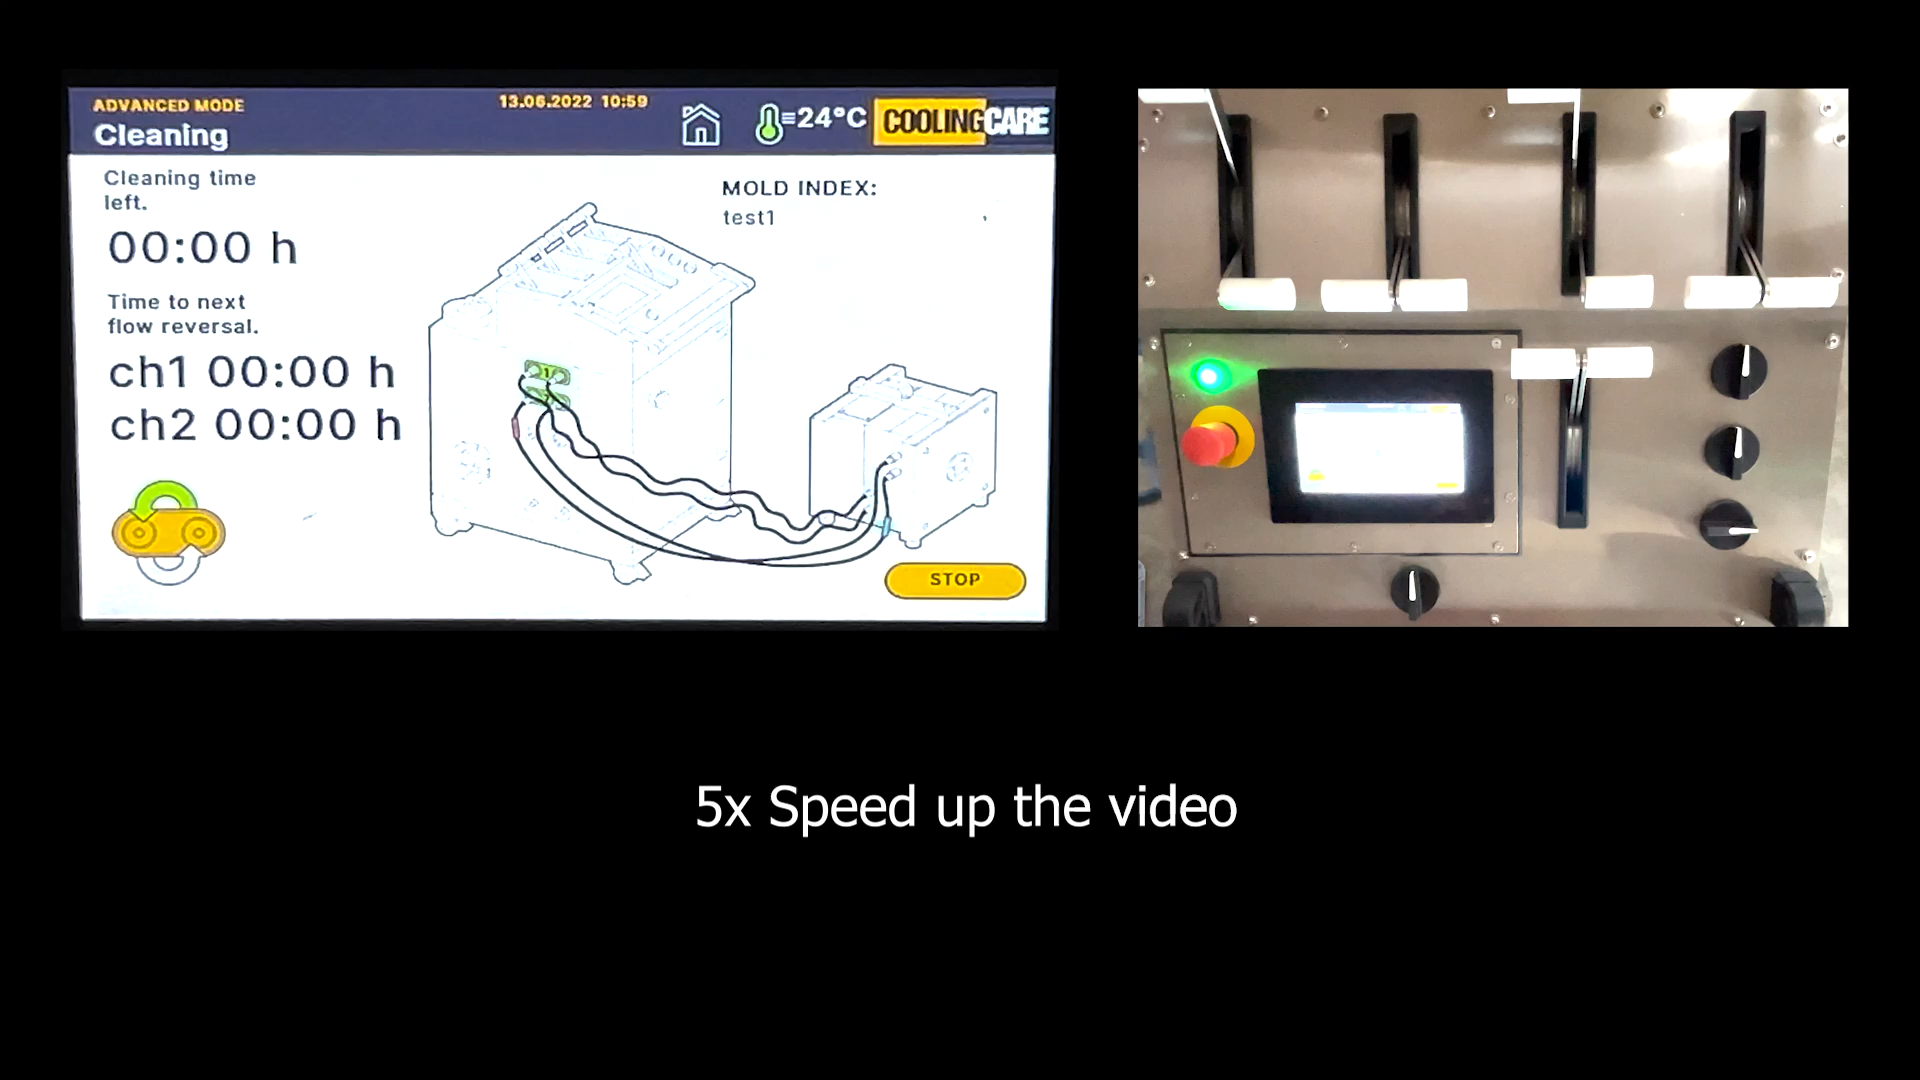 ADVANCED MODE
Cleaning
13.06.2022 10:59
24°C
COOLINGCARE
Cleaning time
left.
00:00 h
Time to next
flow reversal.
ch1 00:00 h
ch2 00:00 h
MOLD INDEX:
test1
1
STOP
5x Speed up the video